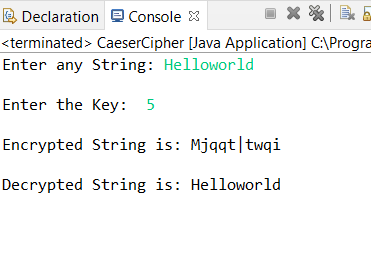 Declaration Console
<terminated> CaeserCipher [Java Application] C:\Progra
Enter any String: Helloworld
Enter the Key:  5
Encrypted String is: Mjqqt|twqi
Decrypted String is: Helloworld